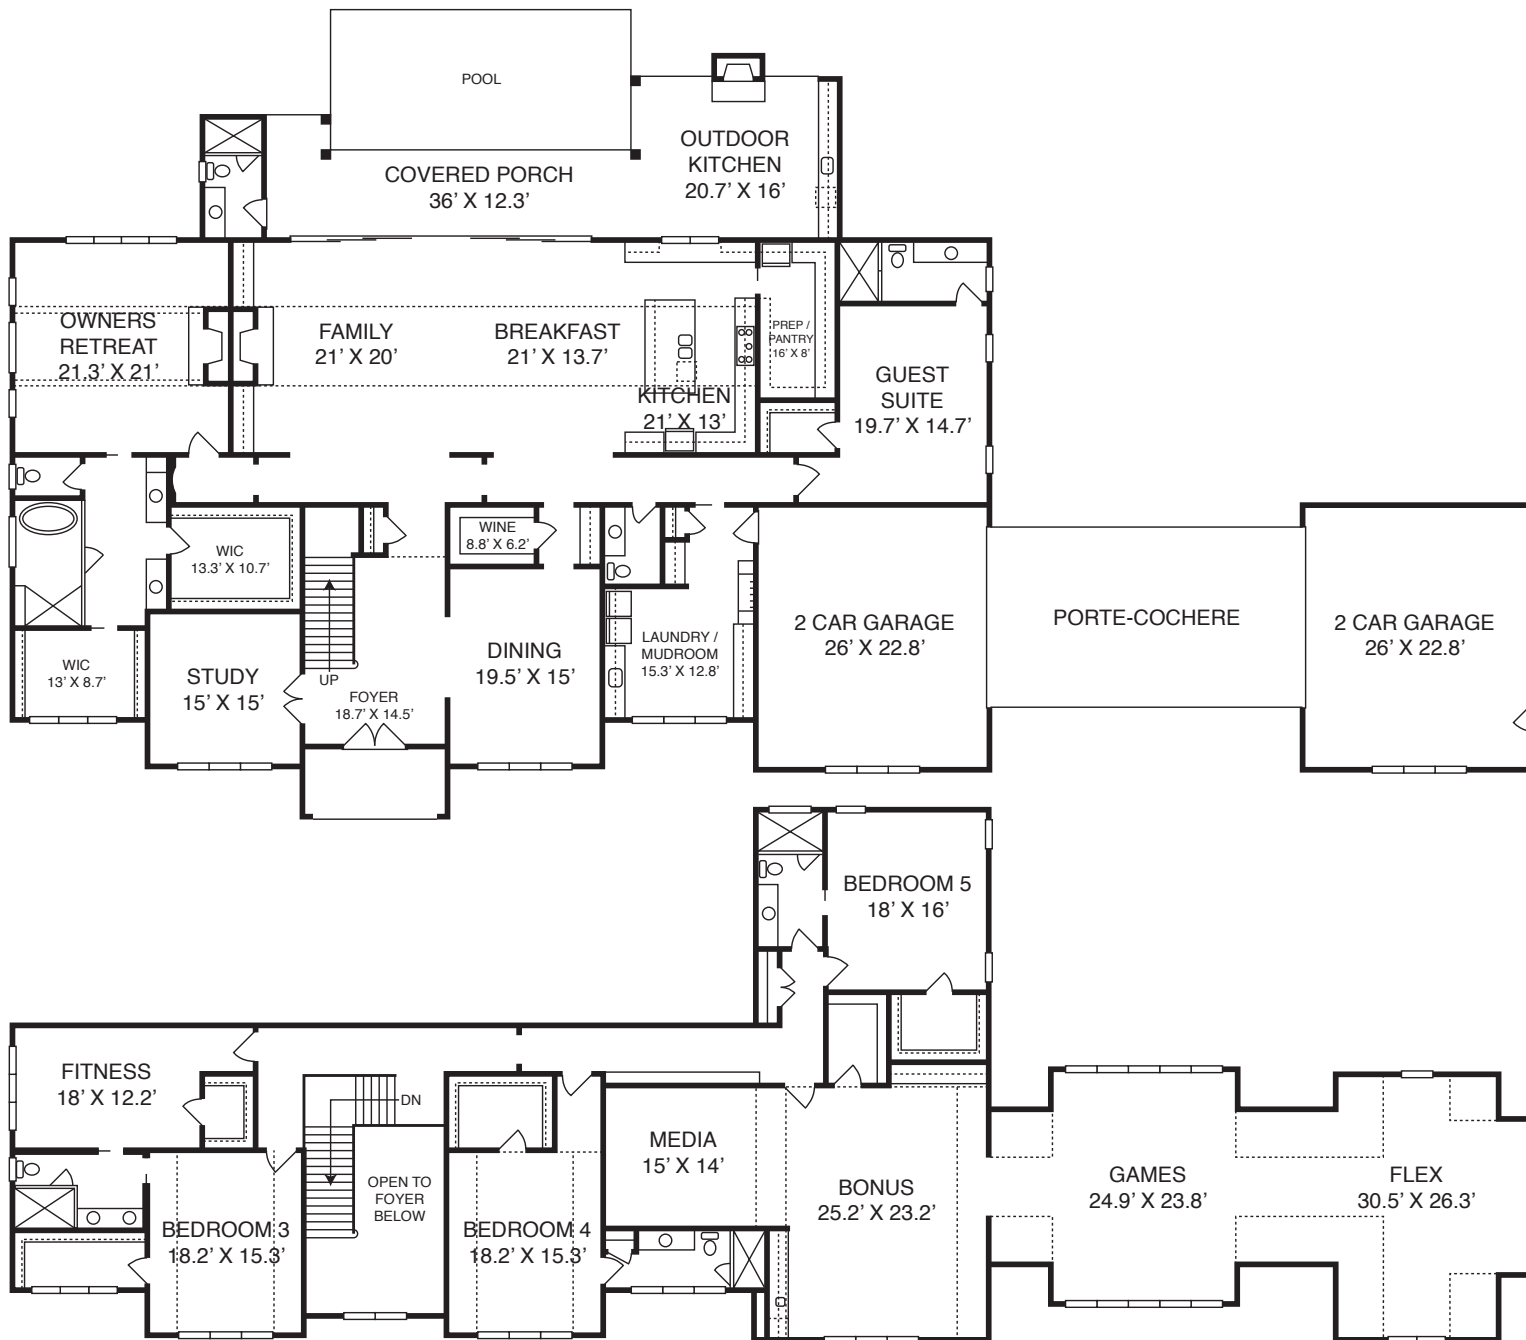 POOL
OUTDOOR
KITCHEN
20.7’ X 16’
COVERED PORCH
36’ X 12.3’
OWNERS
RETREAT
21.3’ X 21’
FAMILY
21’ X 20’
BREAKFAST
21’ X 13.7’
KITCHEN
21’ X 13’
PREP /
PANTRY
16’ X 8’
GUEST
SUITE
19.7’ X 14.7’
WIC
13.3’ X 10.7’
WINE
8.8’ X 6.2’
WIC
13’ X 8.7’
STUDY
15’ X 15’
UP
FOYER
18.7’ X 14.5’
DINING
19.5’ X 15’
LAUNDRY /
MUDROOM
15.3’ X 12.8’
2 CAR GARAGE
26’ X 22.8’
PORTE-COCHERE
2 CAR GARAGE
26’ X 22.8’
BEDROOM 5
18’ X 16’
FITNESS
18’ X 12.2’
DN
OPEN TO
FOYER
BELOW
BEDROOM 3
18.2’ X 15.3’
BEDROOM 4
18.2’ X 15.3’
MEDIA
15’ X 14’
BONUS
25.2’ X 23.2’
GAMES
24.9’ X 23.8’
FLEX
30.5’ X 26.3’